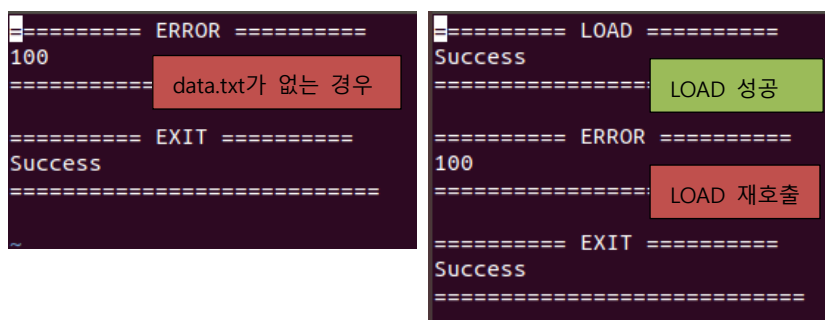 ========== ERROR ==========
100
===========
data.txt가 없는 경우
========== EXIT ==========
Success
============================
~
========== LOAD ==========
Success
=================
LOAD 성공
========== ERROR ==========
100
=================
LOAD 재호출
========== EXIT ==========
Success
============================